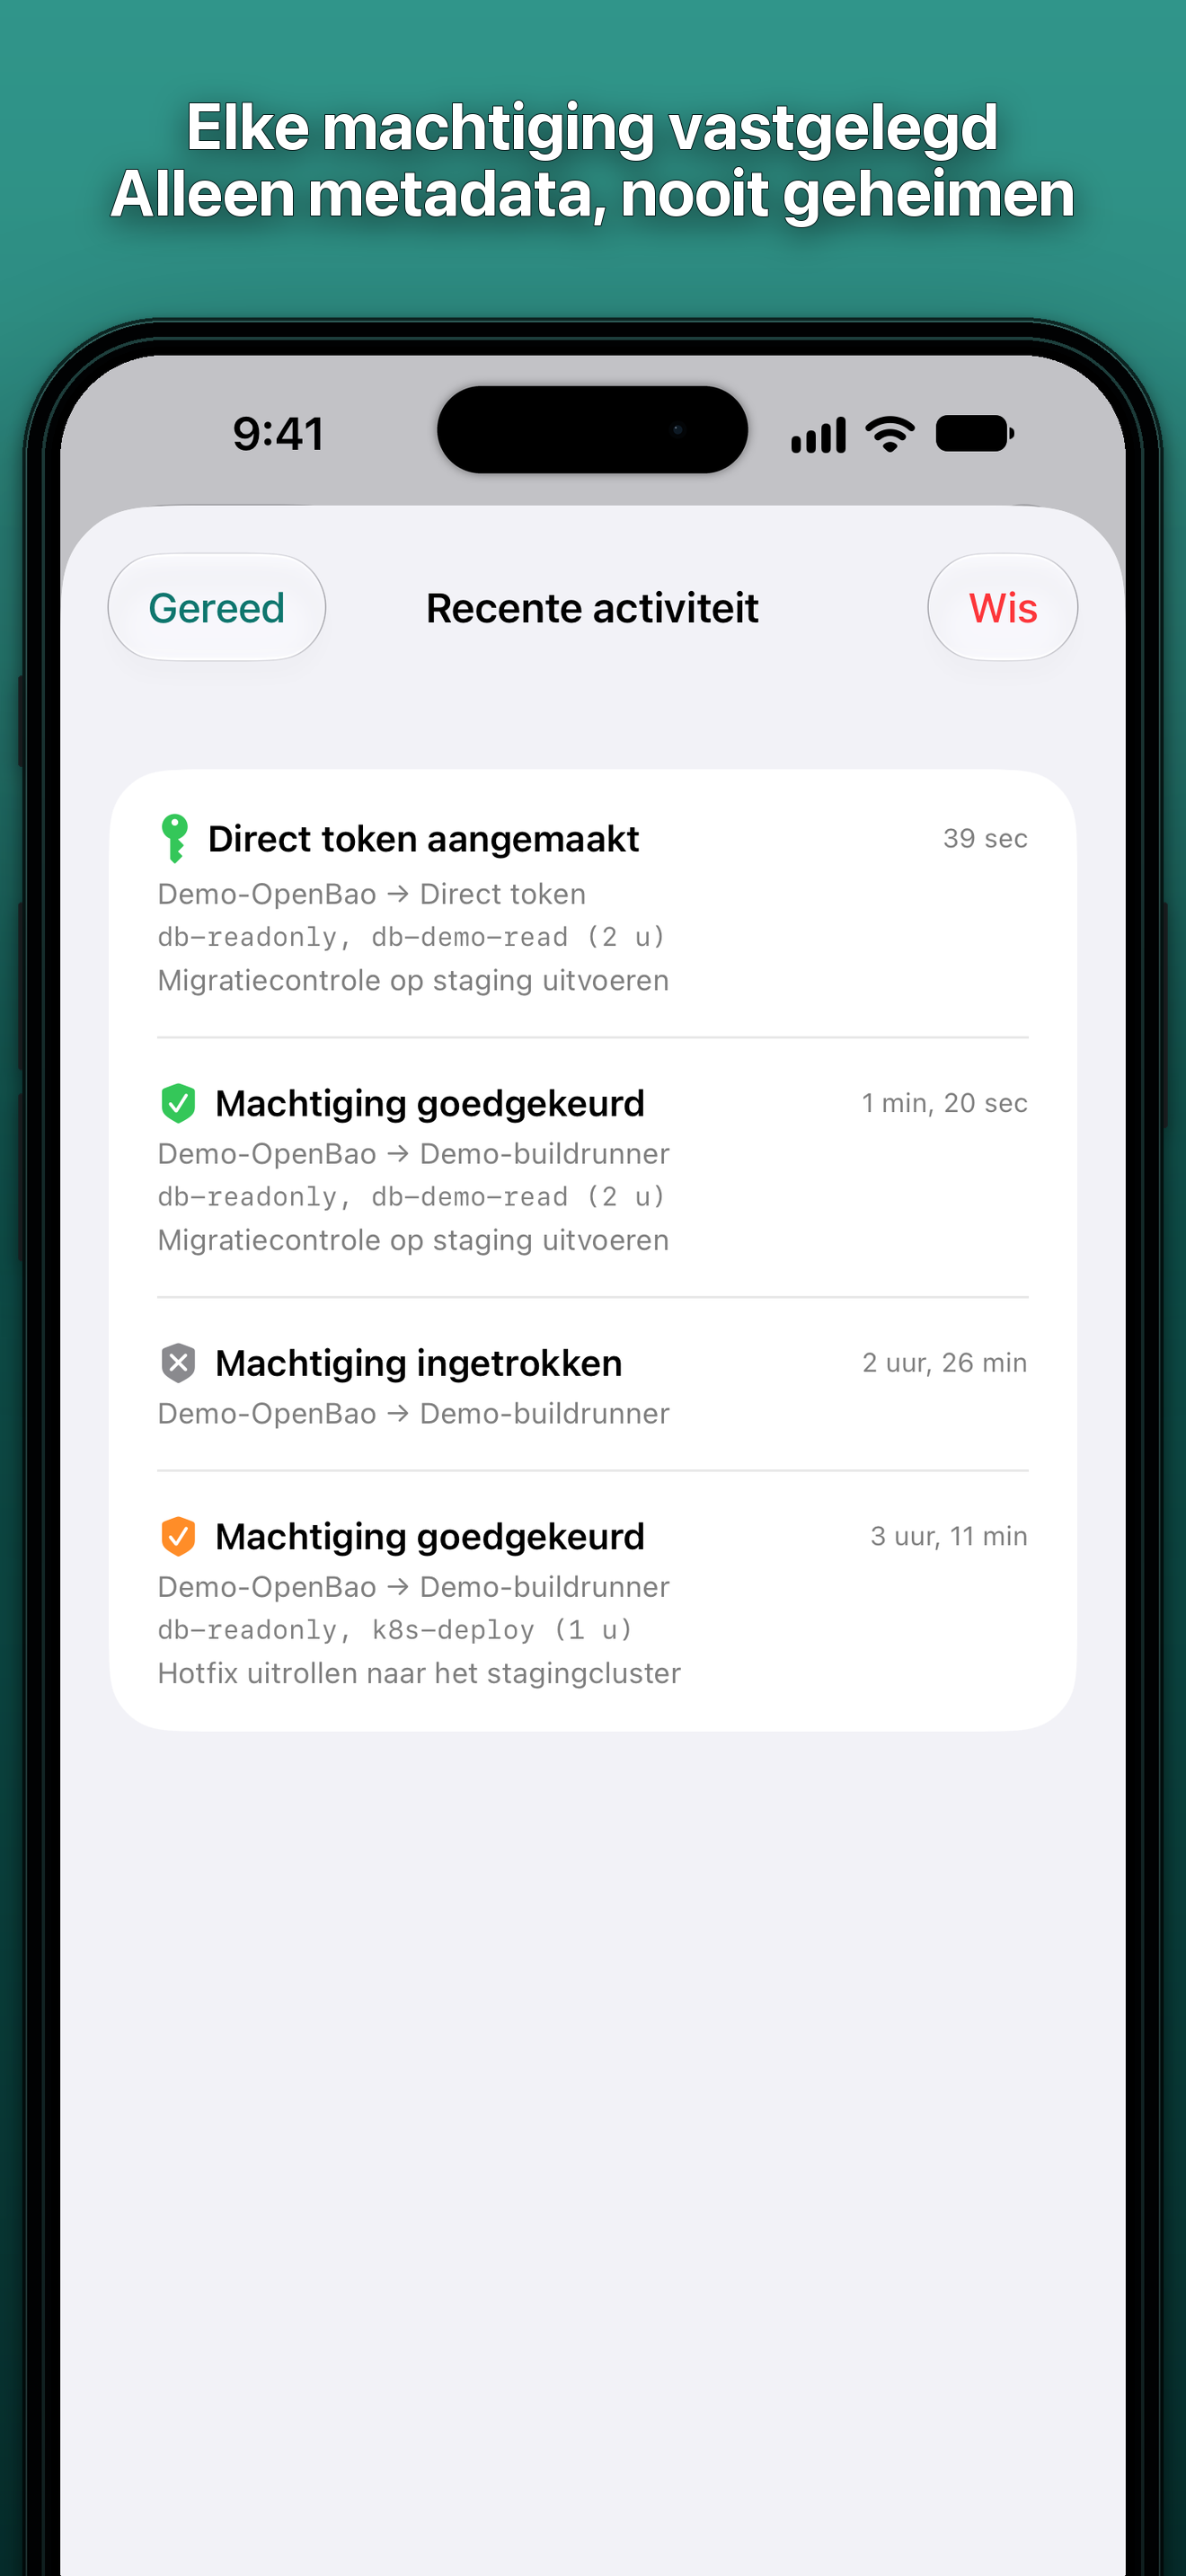 Elke machtiging vastgelegd
Alleen metadata, nooit geheimen
9:41
Gereed
Recente activiteit
Wis
Direct token aangemaakt
39 sec
Demo-OpenBao → Direct token
db-readonly, db-demo-read (2 u)
Migratiecontrole op staging uitvoeren
Machtiging goedgekeurd
1 min, 20 sec
Demo-OpenBao → Demo-buildrunner
db-readonly, db-demo-read (2 u)
Migratiecontrole op staging uitvoeren
Machtiging ingetrokken
2 uur, 26 min
Demo-OpenBao → Demo-buildrunner
Machtiging goedgekeurd
3 uur, 11 min
Demo-OpenBao → Demo-buildrunner
db-readonly, k8s-deploy (1 u)
Hotfix uitrollen naar het stagingcluster